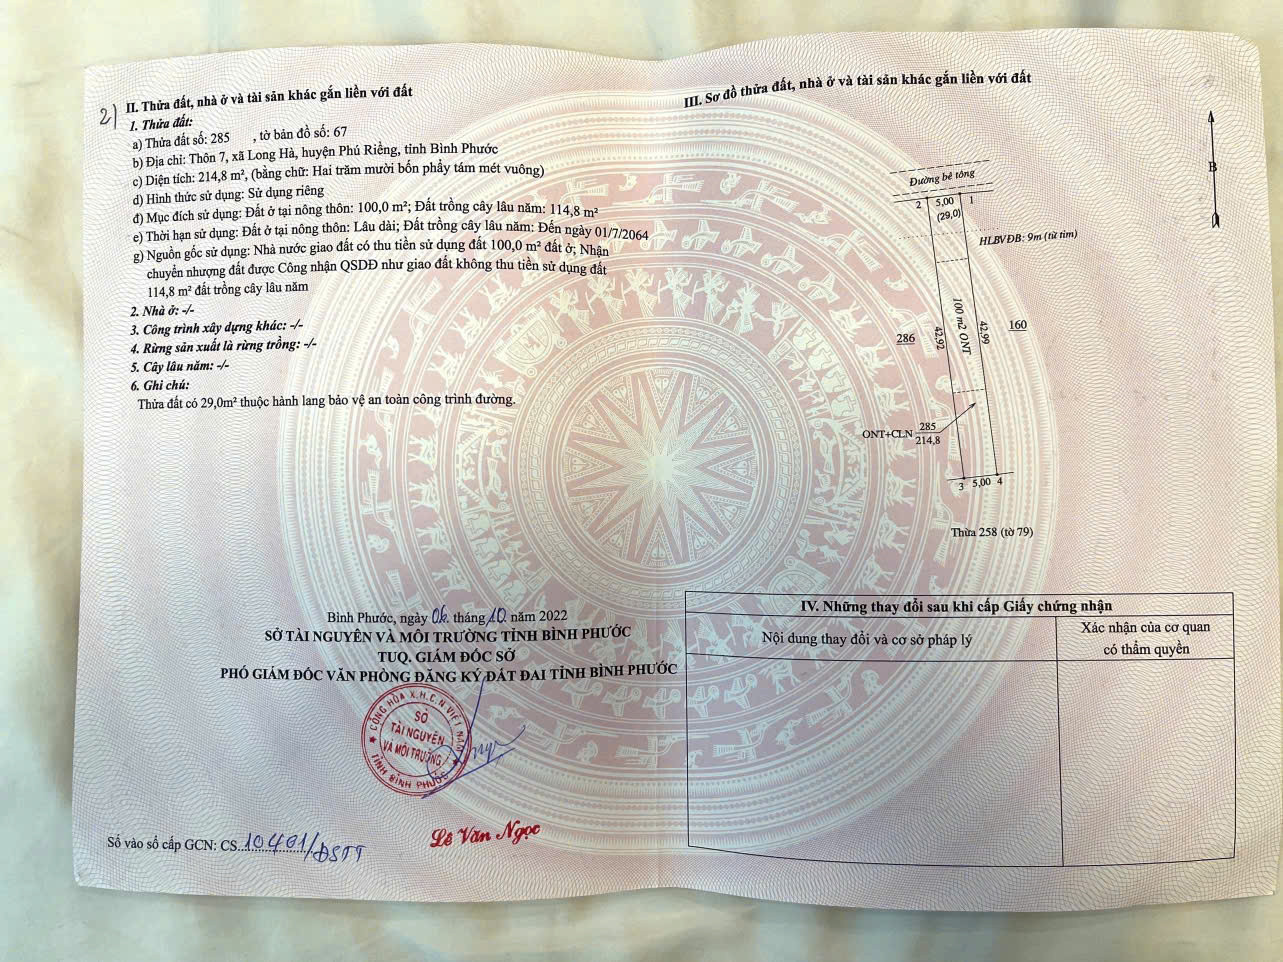 2)
II. Thửa đất, nhà ở và tài sản khác gắn liền với đất
1. Thửa đất:
a) Thửa đất số: 285 , tờ bản đồ số: 67
b) Địa chỉ: Thôn 7, xã Long Hà, huyện Phú Riềng, tỉnh Bình Phước
c) Diện tích: 214,8 m², (bằng chữ: Hai trăm mười bốn phẩy tám mét vuông)
d) Hình thức sử dụng: Sử dụng riêng
đ) Mục đích sử dụng: Đất ở tại nông thôn: 100,0 m²; Đất trồng cây lâu năm: 114,8 m²
e) Thời hạn sử dụng: Đất ở tại nông thôn: Lâu dài; Đất trồng cây lâu năm: Đến ngày 01/7/2064
g) Nguồn gốc sử dụng: Nhà nước giao đất có thu tiền sử dụng đất 100,0 m² đất ở; Nhận
chuyển nhượng đất được Công nhận QSDĐ như giao đất không thu tiền sử dụng đất
114,8 m² đất trồng cây lâu năm
2. Nhà ở: -/-
3. Công trình xây dựng khác: -/-
4. Rừng sản xuất là rừng trồng: -/-
5. Cây lâu năm: -/-
6. Ghi chú:
Thửa đất có 29,0m² thuộc hành lang bảo vệ an toàn công trình đường.
Bình Phước, ngày 06 tháng 10 năm 2022
SỞ TÀI NGUYÊN VÀ MÔI TRƯỜNG TỈNH BÌNH PHƯỚC
TUQ. GIÁM ĐỐC SỞ
PHÓ GIÁM ĐỐC VĂN PHÒNG ĐĂNG KÝ ĐẤT ĐAI TỈNH BÌNH PHƯỚC
CỘNG HÒA X.H.C.N VIỆT NAM
SỞ
TÀI NGUYÊN
VÀ MÔI TRƯỜNG
TỈNH BÌNH PHƯỚC
Lê Văn Ngọc
Số vào sổ cấp GCN: CS 10401/ĐSTT
III. Sơ đồ thửa đất, nhà ở và tài sản khác gắn liền với đất
B
Đường bê tông
2 5,00 1
(29,0)
HLBVĐB: 9m (từ tim)
286
42,92
100 m2 ONT
42,99
160
ONT+CLN 285
214,8
3 5,00 4
Thửa 258 (tờ 79)
IV. Những thay đổi sau khi cấp Giấy chứng nhận
Nội dung thay đổi và cơ sở pháp lý
Xác nhận của cơ quan
có thẩm quyền